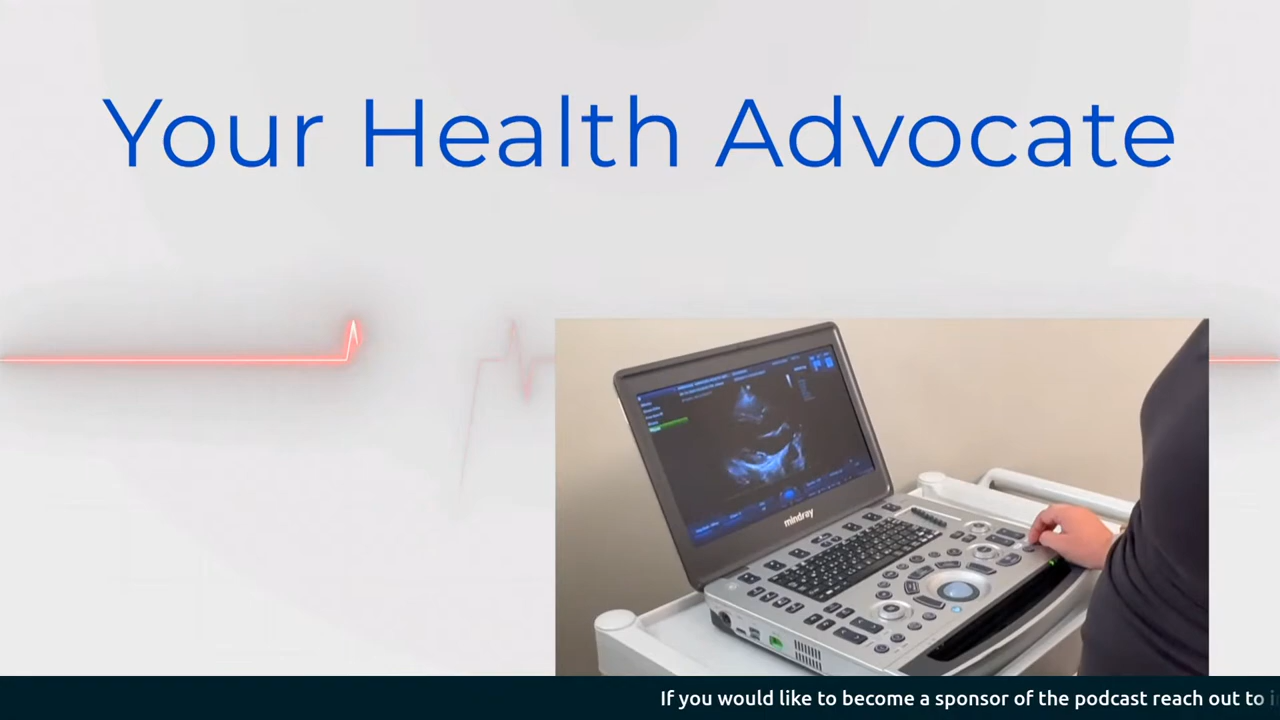 Your Health Advocate
mindray
If you would like to become a sponsor of the podcast reach out to